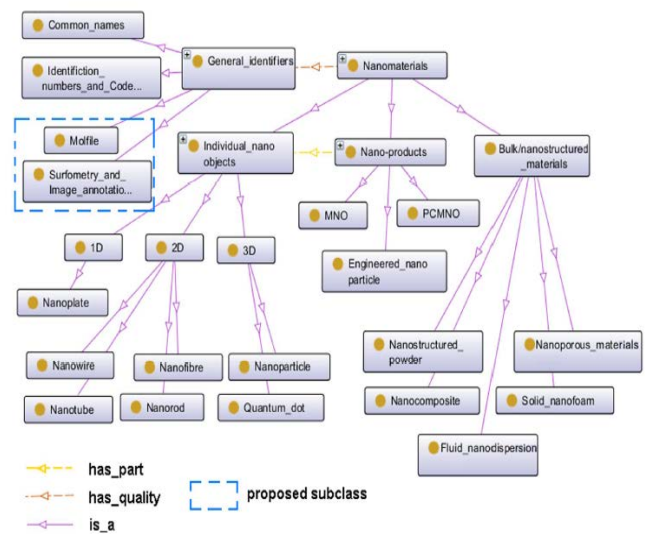 Common_names
General_identifiers
Nanomaterials
Identifiction_
numbers_and_Code...
Molfile
Individual_nano
objects
Nano-products
Bulk/nanostructured
_materials
Surfometry_and_
Image_annotatio...
MNO
PCMNO
1D
2D
3D
Engineered_nano
particle
Nanoplate
Nanostructured_
powder
Nanoporous_materials
Nanowire
Nanofibre
Nanoparticle
Nanotube
Nanorod
Quantum_dot
Nanocomposite
Solid_nanofoam
Fluid_nanodispersion
has_part
has_quality
proposed subclass
is_a